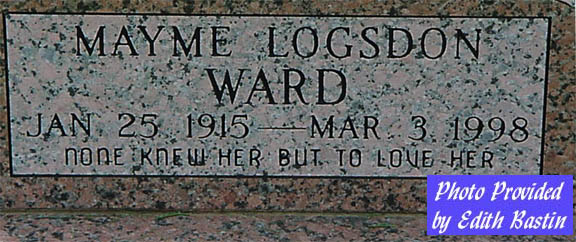 MAYME LOGSDON
WARD
JAN 25 1915 — MAR 3 1998
NONE KNEW HER BUT TO LOVE HER
Photo Provided
by Edith Bastin